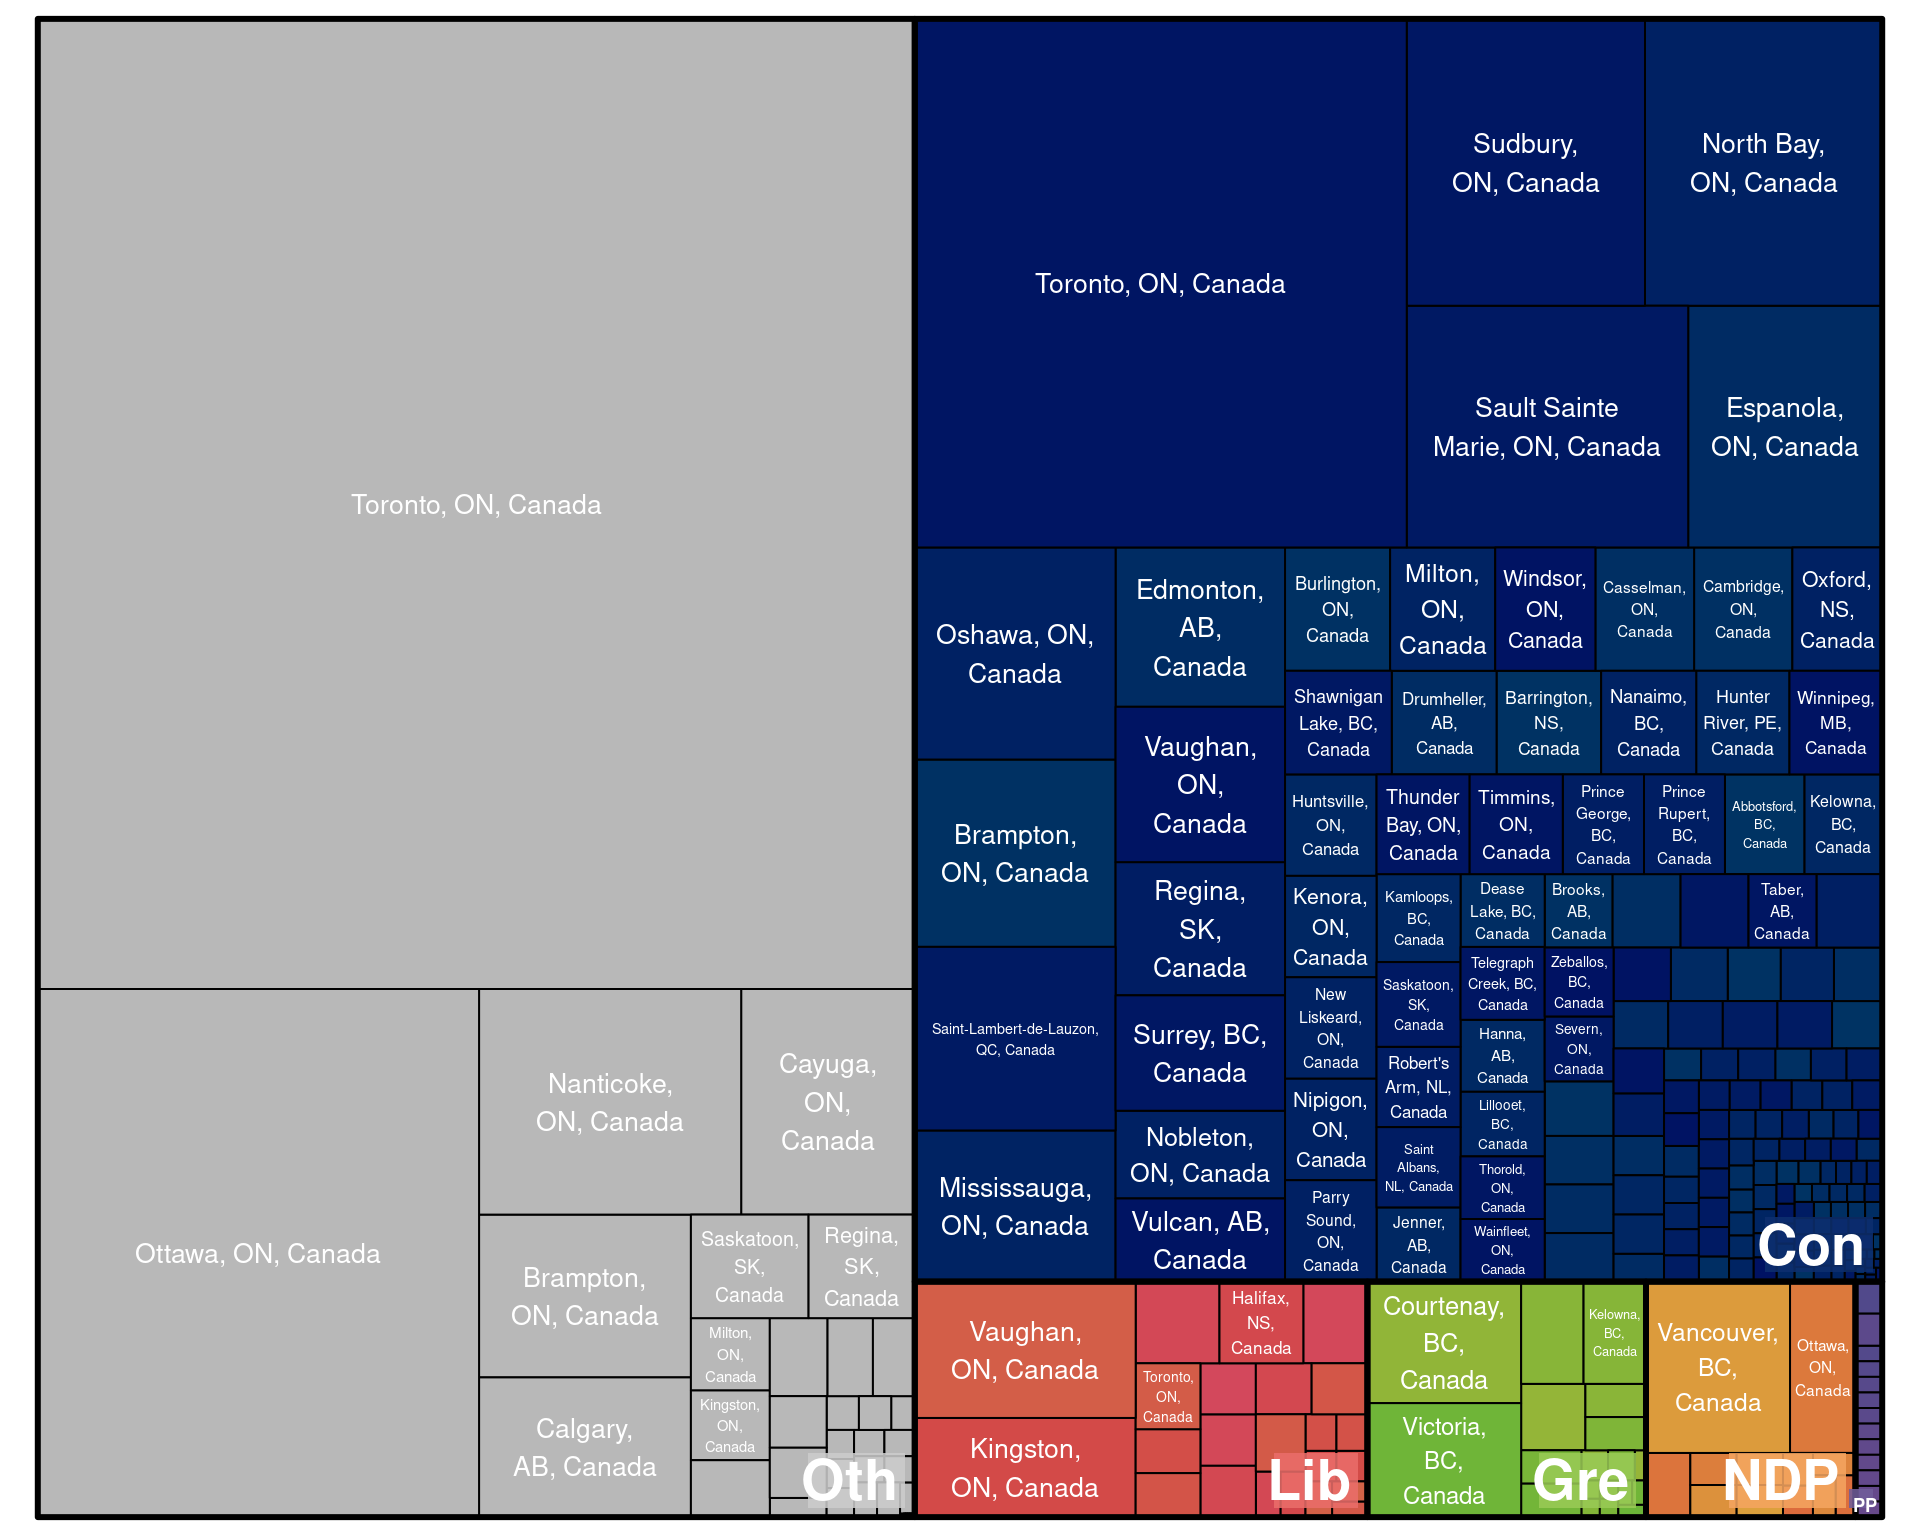 Toronto, ON, Canada
Ottawa, ON, Canada
Nanticoke,
ON, Canada
Cayuga,
ON,
Canada
Brampton,
ON, Canada
Calgary,
AB, Canada
Saskatoon,
SK,
Canada
Regina,
SK,
Canada
Milton,
ON,
Canada
Kingston,
ON,
Canada
Oth
Toronto, ON, Canada
Sudbury,
ON, Canada
North Bay,
ON, Canada
Sault Sainte
Marie, ON, Canada
Espanola,
ON, Canada
Oshawa, ON,
Canada
Brampton,
ON, Canada
Saint-Lambert-de-Lauzon,
QC, Canada
Mississauga,
ON, Canada
Edmonton,
AB,
Canada
Vaughan,
ON,
Canada
Regina,
SK,
Canada
Surrey, BC,
Canada
Nobleton,
ON, Canada
Vulcan, AB,
Canada
Burlington,
ON,
Canada
Milton,
ON,
Canada
Windsor,
ON,
Canada
Casselman,
ON,
Canada
Cambridge,
ON,
Canada
Oxford,
NS,
Canada
Shawnigan
Lake, BC,
Canada
Drumheller,
AB,
Canada
Barrington,
NS,
Canada
Nanaimo,
BC,
Canada
Hunter
River, PE,
Canada
Winnipeg,
MB,
Canada
Huntsville,
ON,
Canada
Thunder
Bay, ON,
Canada
Timmins,
ON,
Canada
Prince
George,
BC,
Canada
Prince
Rupert,
BC,
Canada
Abbotsford,
BC,
Canada
Kelowna,
BC,
Canada
Kenora,
ON,
Canada
New
Liskeard,
ON,
Canada
Nipigon,
ON,
Canada
Parry
Sound,
ON,
Canada
Kamloops,
BC,
Canada
Saskatoon,
SK,
Canada
Robert's
Arm, NL,
Canada
Saint
Albans,
NL, Canada
Jenner,
AB,
Canada
Dease
Lake, BC,
Canada
Telegraph
Creek, BC,
Canada
Hanna,
AB,
Canada
Lillooet,
BC,
Canada
Thorold,
ON,
Canada
Wainfleet,
ON,
Canada
Brooks,
AB,
Canada
Zeballos,
BC,
Canada
Severn,
ON,
Canada
Taber,
AB,
Canada
Con
Vaughan,
ON, Canada
Kingston,
ON, Canada
Halifax,
NS,
Canada
Toronto,
ON,
Canada
Lib
Courtenay,
BC,
Canada
Victoria,
BC,
Canada
Kelowna,
BC,
Canada
Gre
Vancouver,
BC,
Canada
Ottawa,
ON,
Canada
NDP
PP